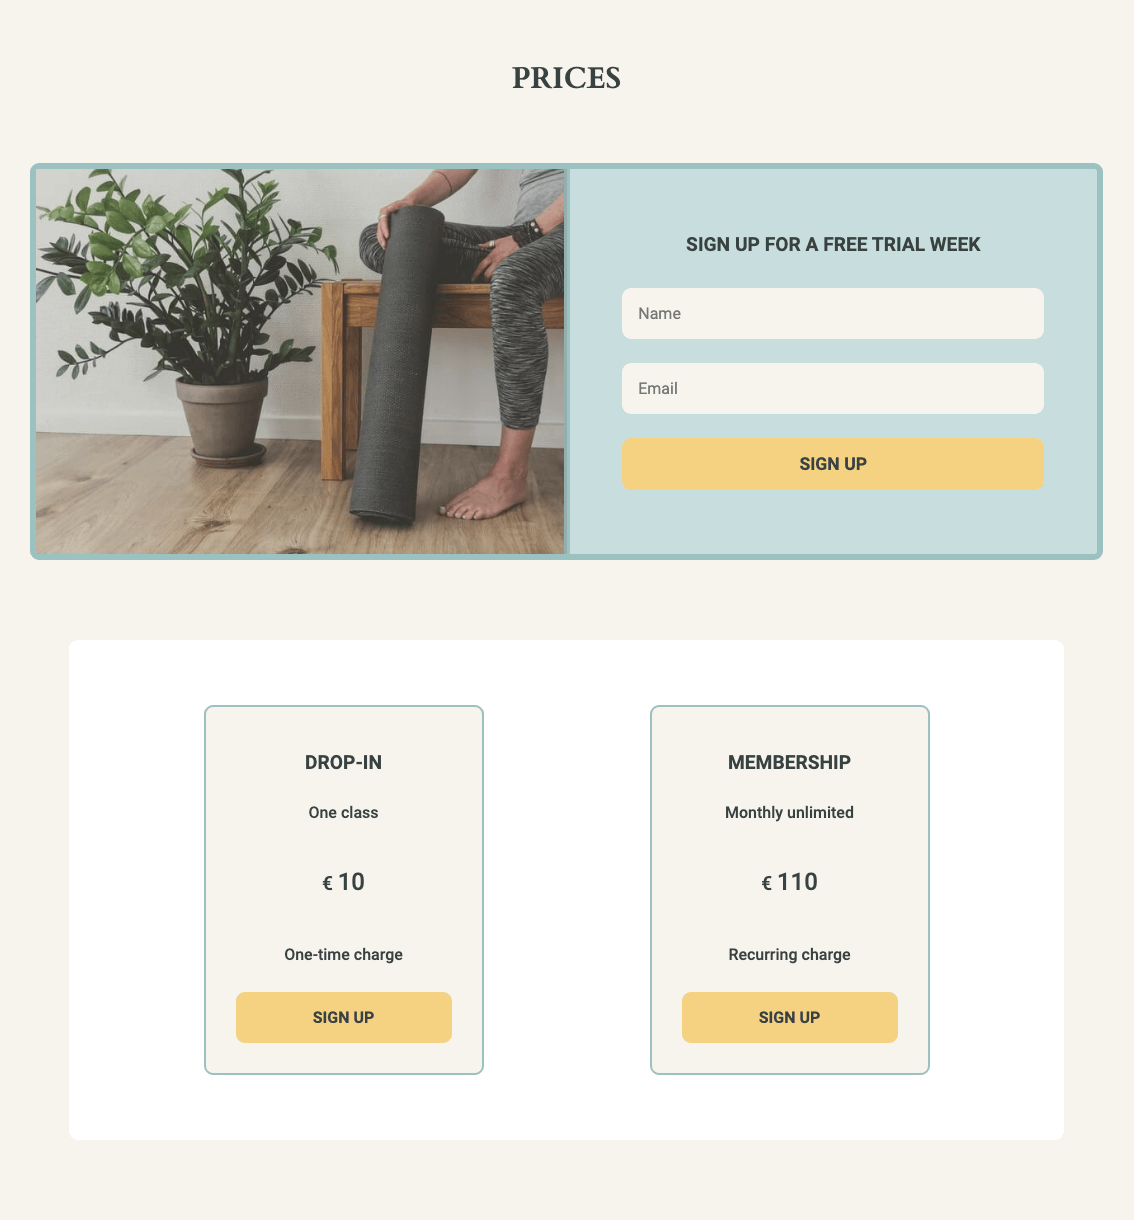 PRICES
SIGN UP FOR A FREE TRIAL WEEK
Name
Email
SIGN UP
DROP-IN
One class
€ 10
One-time charge
SIGN UP
MEMBERSHIP
Monthly unlimited
€ 110
Recurring charge
SIGN UP